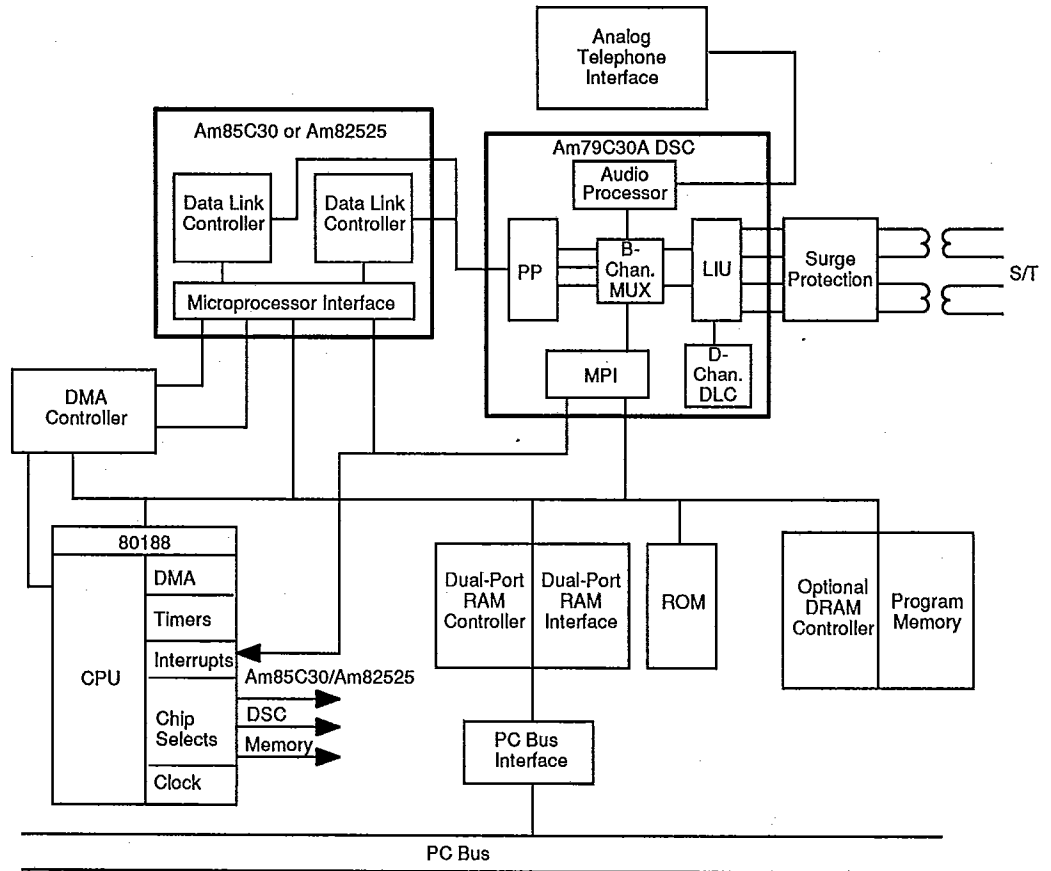 Analog
Telephone
Interface
Am85C30 or Am82525
Data Link
Controller
Data Link
Controller
Microprocessor Interface
Am79C30A DSC
Audio
Processor
PP
B-
Chan.
MUX
LIU
Surge
Protection
S/T
MPI
D-
Chan.
DLC
DMA
Controller
80188
CPU
DMA
Timers
Interrupts
Chip
Selects
Clock
Am85C30/Am82525
DSC
Memory
Dual-Port
RAM
Controller
Dual-Port
RAM
Interface
ROM
Optional
DRAM
Controller
Program
Memory
PC Bus
Interface
PC Bus